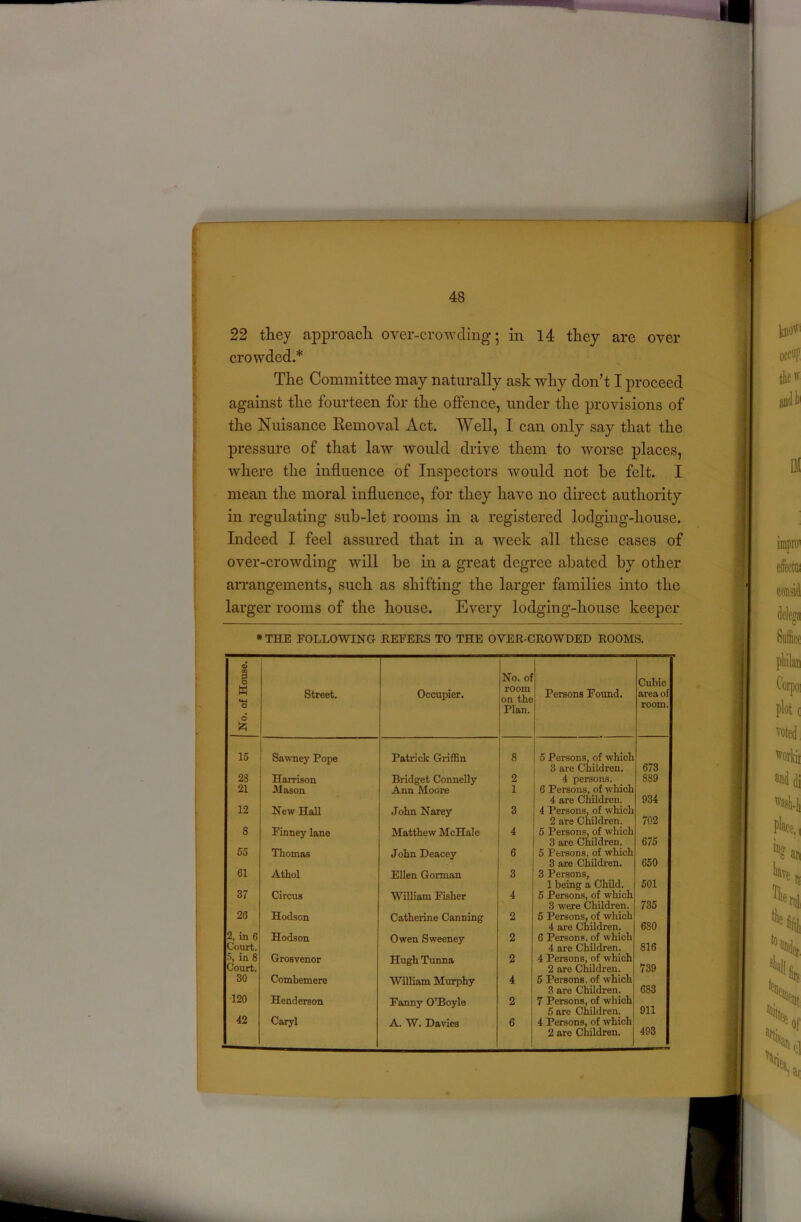 48
22 they approach over-crowding; in 14 they are over
crowded.*
The Committee may naturally ask why don't I proceed
against the fourteen for the offence, under the provisions of
the Nuisance Removal Act. Well, I can only say that the
pressure of that law would drive them to worse places,
where the influence of Inspectors would not be felt. I
mean the moral influence, for they have no direct authority
in regulating sub-let rooms in a registered lodging-house.
Indeed I feel assured that in a week all these cases of
over-crowding will be in a great degree abated by other
arrangements, such as shifting the larger families into the
larger rooms of the house. Every lodging-house keeper
* THE FOLLOWING REFERS TO THE OVER-CROWDED ROOMS.
No. of House. Street. Occupier. No. of room on the Plan. Persons Found. Cubic area of room.
15 Sawney Pope Patrick Griffin 8 5 Persons, of which
3 are Children. 673
28 Harrison Bridget Connelly 2 4 persons. 889
21 Mason Ann Moore 1 6 Persons, of which
4 are Children. 934
12 New Hall John Narey 3 4 Persons, of which
2 are Children. 702
8 Finney lane Matthew McHale 4 5 Persons, of which
3 are Children. 675
55 Thomas John Deacey 6 5 Persons, of which
3 are Children. 650
61 Athol Ellen Gorman 3 3 Persons,
1 being a Child. 501
37 Circus William Fisher 4 5 Persons, of which
3 were Children. 735
26 Hodson Catherine Canning 2 5 Persons, of which
4 are Children. 680
2, in 6 Court. Hodson Owen Sweeney 2 6 Persons, of which
4 are Children. 816
5, in 8 Court. Grosvenor Hugh Tunna 2 4 Persons, of which
2 are Children. 739
30 Combemere William Murphy 4 5 Persons, of which
3 are Children. 683
120 Henderson Fanny O'Boyle 2 7 Persons, of which
5 are Children. 911
42 Caryl A. W. Davies 6 4 Persons, of which
2 are Children. 493